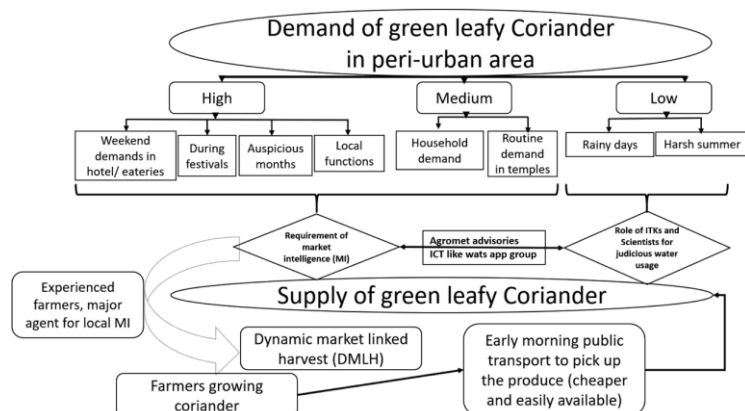 Demand of green leafy Coriander
in peri-urban area
High
Medium
Low
Weekend
demands in
hotel/ eateries
During
festivals
Auspicious
months
Local
functions
Household
demand
Routine
demand
in temples
Rainy days
Harsh summer
Requirement of
market
intelligence (MI)
Agromet advisories
ICT like wats app group
Role of ITKs and
Scientists for
judicious water
usage
Supply of green leafy Coriander
Experienced
farmers, major
agent for local MI
Dynamic market linked
harvest (DMLH)
Farmers growing
coriander
Early morning public
transport to pick up
the produce (cheaper
and easily available)